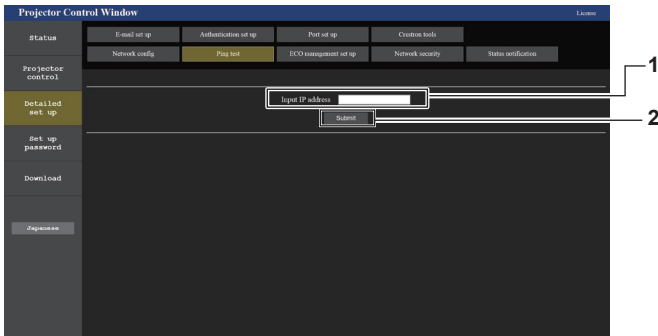 Projector Control Window
License
Status
E-mail set up
Authentication set up
Port set up
Crestron tools
Network config
Ping test
ECO management set up
Network security
Status notification
Projector
control
Detailed
set up
Set up
password
Download
Japanese
Input IP address
Submit
1
2